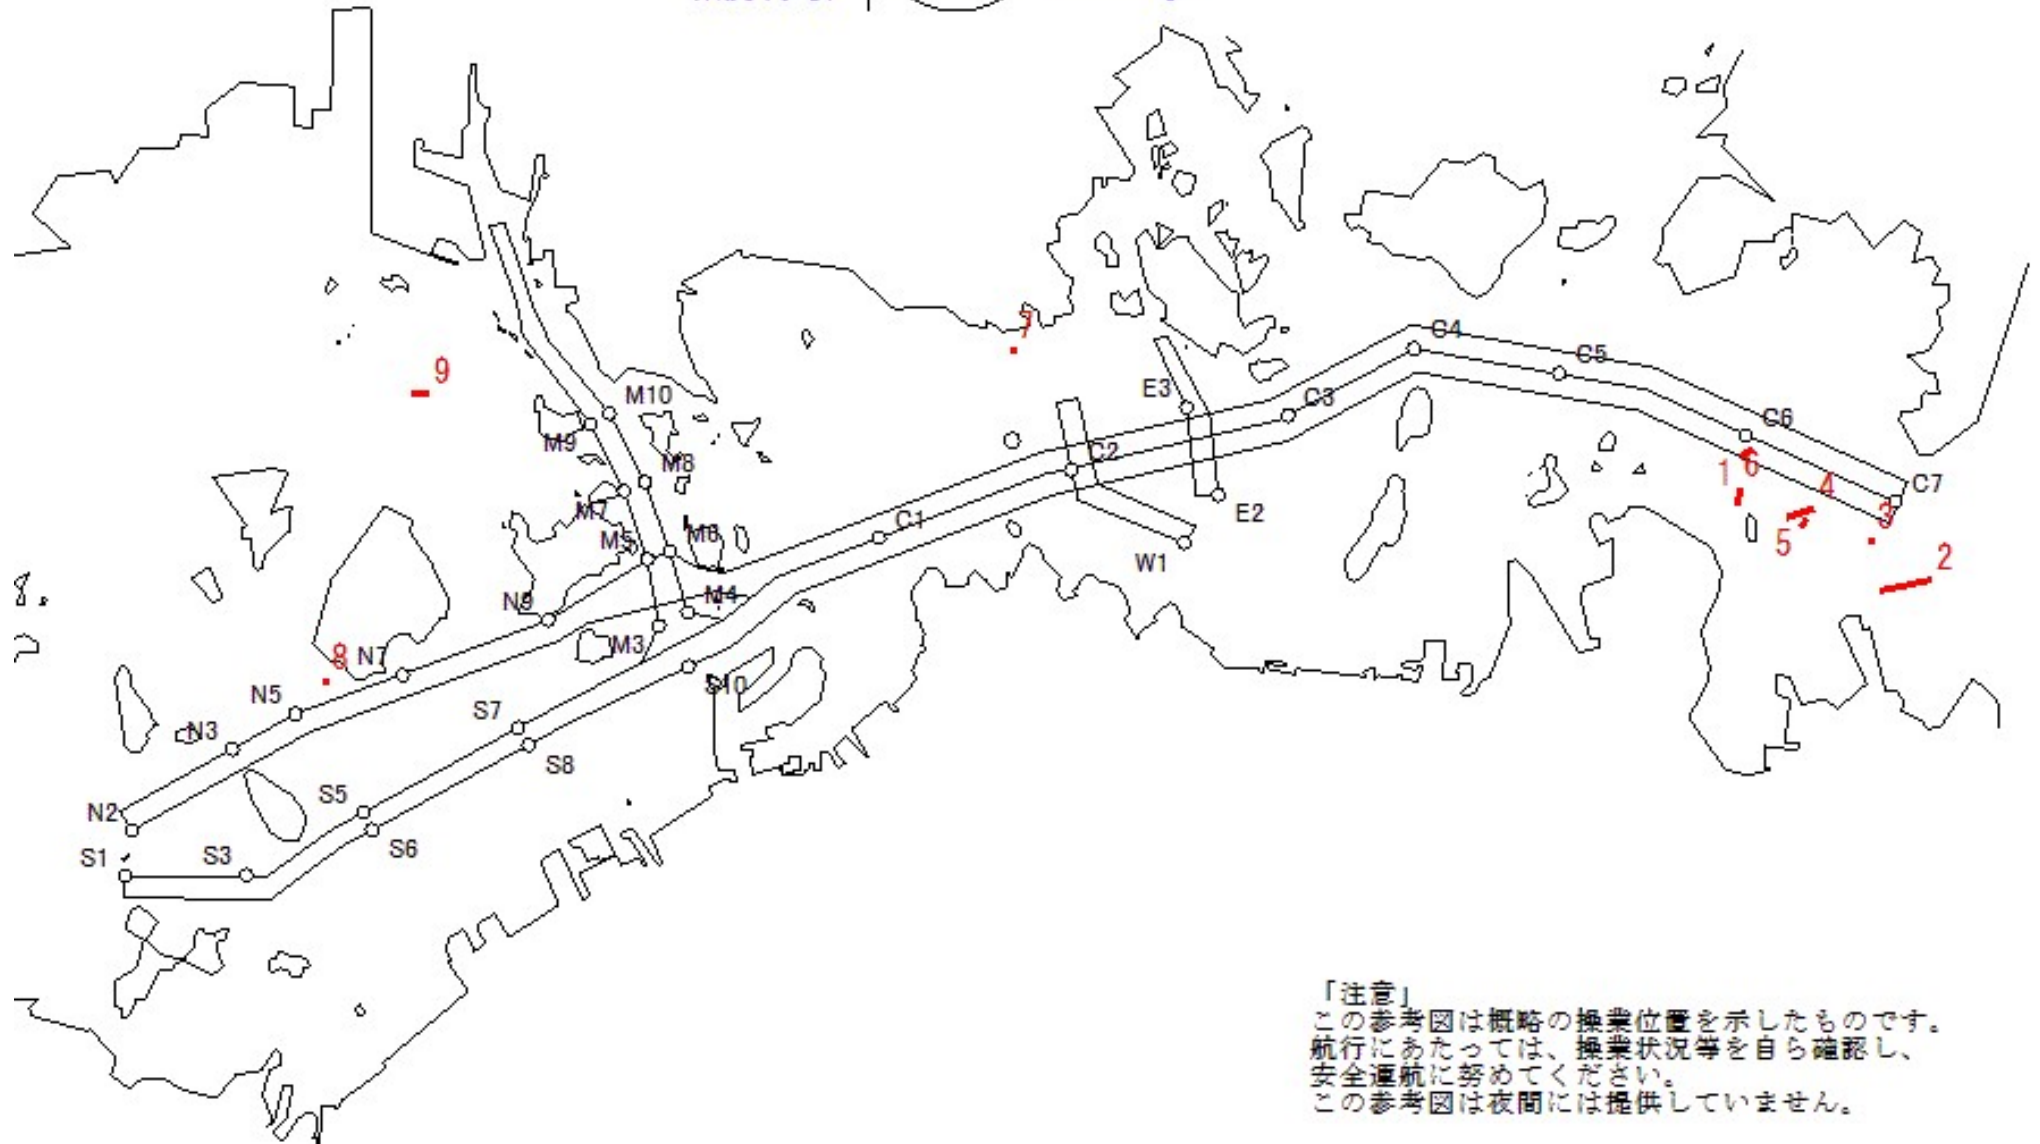 7
C4
C5
9
M10
E3
C3
C6
M9
C2
M8
1
6
4
C7
M7
E2
C1
3
M5
M6
W1
5
2
N9
M4
M3
8
N7
S10
N5
S7
N3
S8
S5
N2
S6
S1
S3
「注意」
この参考図は概略の操業位置を示したものです。
航行にあたっては、操業状況等を自ら確認し、
安全運航に努めてください。
この参考図は夜間には提供していません。